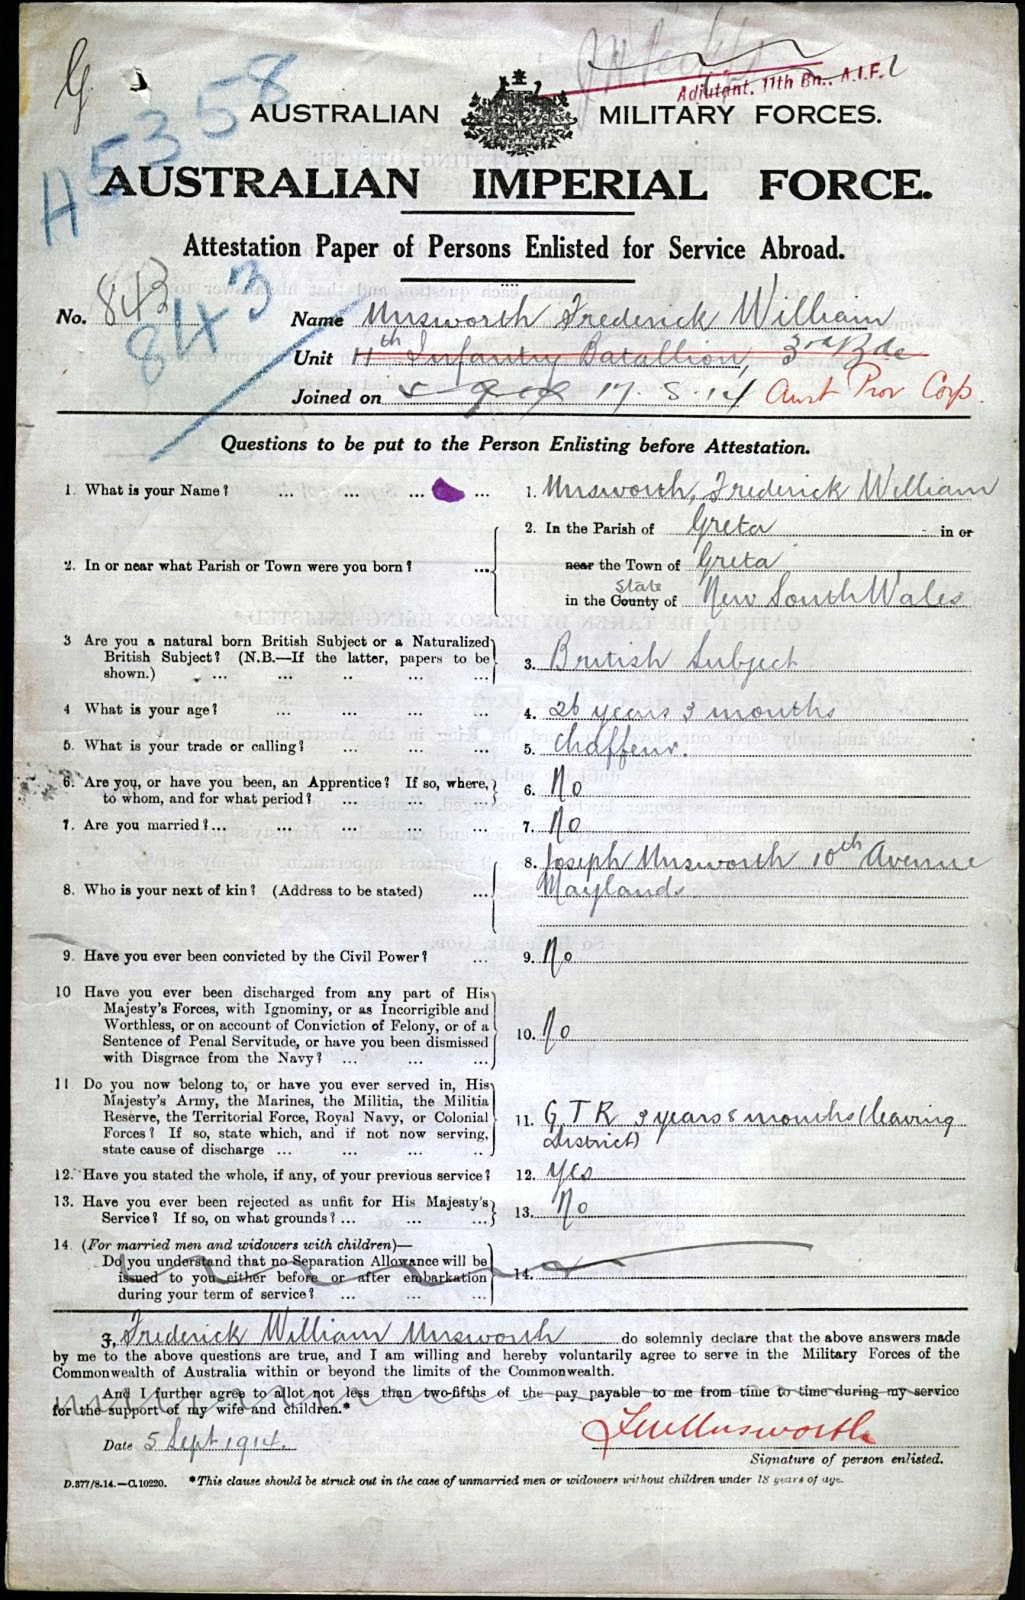 G.
H 53558
Adjutant, 11th Bn., A.I.F.
AUSTRALIAN MILITARY FORCES.
AUSTRALIAN IMPERIAL FORCE.
Attestation Paper of Persons Enlisted for Service Abroad.
No. 843 Name Unsworth Frederick William
843
Unit 11th Infantry Batallion, 3rd Bde
Joined on 17.8.14 Aust Prov Corps.
Questions to be put to the Person Enlisting before Attestation.
1. What is your Name? ... ... ... ... 1. Unsworth, Frederick William
2. In or near what Parish or Town were you born? ... 2. In the Parish of Greta in or
near the Town of Greta
State
in the County of New South Wales
3 Are you a natural born British Subject or a Naturalized
British Subject? (N.B.—If the latter, papers to be 3. British Subject
shown.) ... ... .. ... ...
4 What is your age? ... ... ... ... 4. 26 years 3 months
5. What is your trade or calling? ... ... ... 5. Chaffeur.
6. Are you, or have you been, an Apprentice? If so, where,
to whom, and for what period? ... ... ... 6. No
7. Are you married?... ... ... ... 7. No
8. Who is your next of kin? (Address to be stated) ... 8. Joseph Unsworth 10th Avenue
Maylands
9. Have you ever been convicted by the Civil Power? ... 9. No
10 Have you ever been discharged from any part of His
Majesty's Forces, with Ignominy, or as Incorrigible and
Worthless, or on account of Conviction of Felony, or of a
Sentence of Penal Servitude, or have you been dismissed 10. No
with Disgrace from the Navy? ... ... ...
11 Do you now belong to, or have you ever served in, His
Majesty's Army, the Marines, the Militia, the Militia
Reserve, the Territorial Force, Royal Navy, or Colonial 11. G T R 3 years 8 months (leaving
Forces? If so, state which, and if not now serving, district)
state cause of discharge ... ... ... ..
12. Have you stated the whole, if any, of your previous service? 12. Yes
13. Have you ever been rejected as unfit for His Majesty's
Service? If so, on what grounds? ... ... ... 13. No
14. (For married men and widowers with children)—
Do you understand that no Separation Allowance will be
issued to you either before or after embarkation 14.
during your term of service? ... ... ...
I, Frederick William Unsworth do solemnly declare that the above answers made
by me to the above questions are true, and I am willing and hereby voluntarily agree to serve in the Military Forces of the
Commonwealth of Australia within or beyond the limits of the Commonwealth.
And I further agree to allot not less than two-fifths of the pay payable to me from time to time during my service
for the support of my wife and children.*
Date 5 Sept 1914. F W Unsworth
Signature of person enlisted.
D.377/8.14.—C.10220. *This clause should be struck out in the case of unmarried men or widowers without children under 18 years of age.